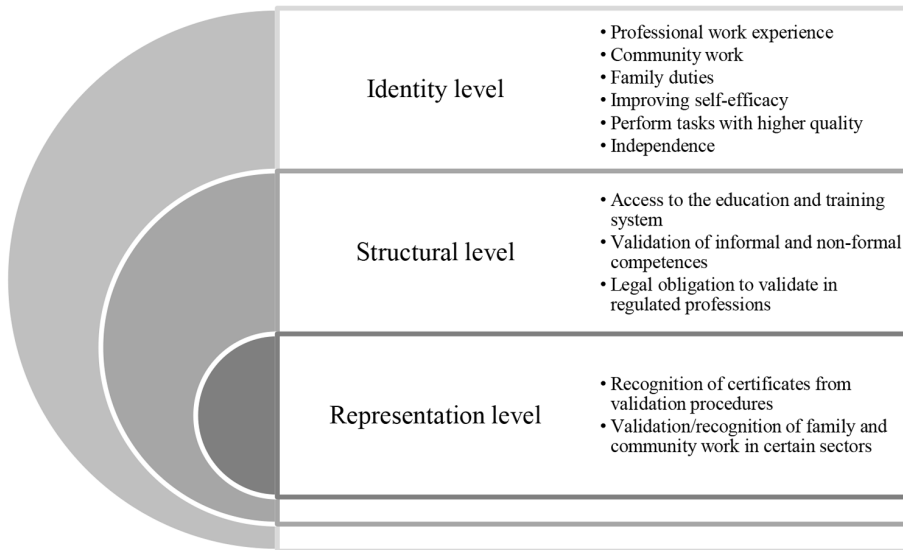 Identity level
• Professional work experience
• Community work
• Family duties
• Improving self-efficacy
• Perform tasks with higher quality
• Independence
Structural level
• Access to the education and training
system
• Validation of informal and non-formal
competences
• Legal obligation to validate in
regulated professions
Representation level
• Recognition of certificates from
validation procedures
• Validation/recognition of family and
community work in certain sectors